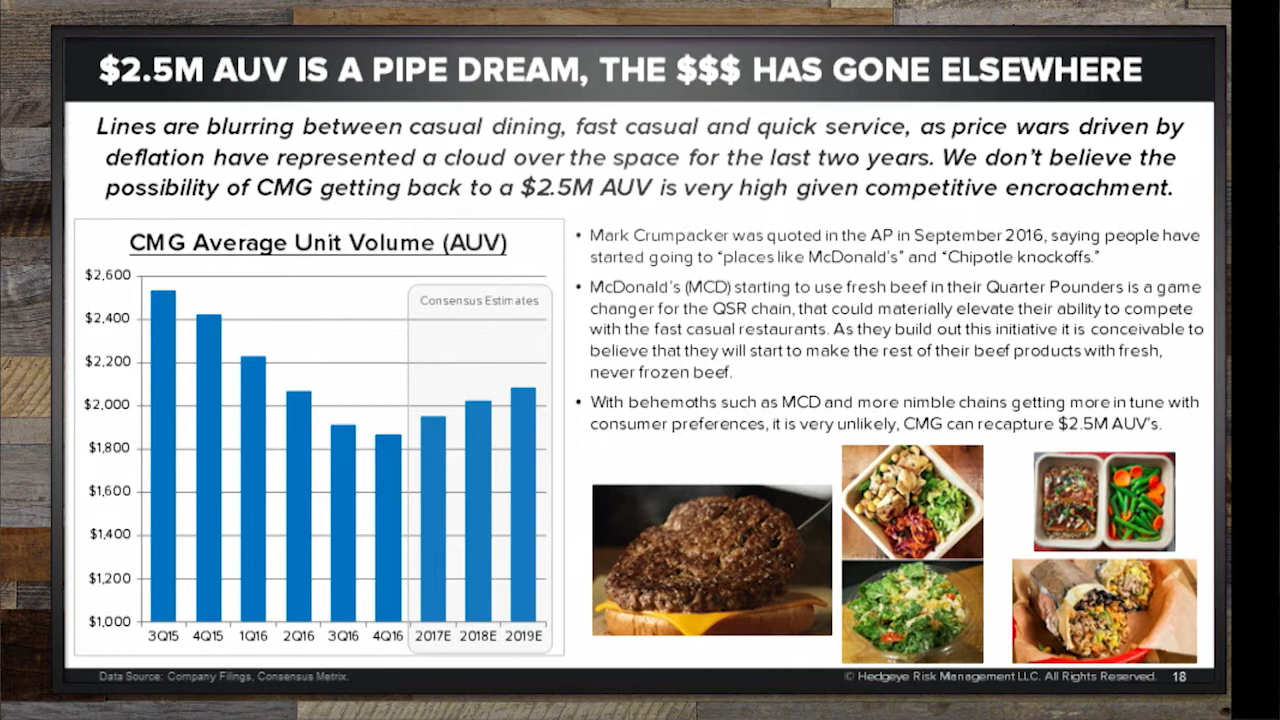 $2.5M AUV IS A PIPE DREAM, THE $$$ HAS GONE ELSEWHERE
Lines are blurring between casual dining, fast casual and quick service, as price wars driven by
deflation have represented a cloud over the space for the last two years. We don't believe the
possibility of CMG getting back to a $2.5M AUV is very high given competitive encroachment.
CMG Average Unit Volume (AUV)
$2,600
$2,400
$2,200
$2,000
$1,800
$1,600
$1,400
$1,200
$1,000
Consensus Estimates
3Q15 4Q15 1Q16 2Q16 3Q16 4Q16 2017E 2018E 2019E
• Mark Crumpacker was quoted in the AP in September 2016, saying people have
started going to “places like McDonald's” and “Chipotle knockoffs.”
• McDonald's (MCD) starting to use fresh beef in their Quarter Pounders is a game
changer for the QSR chain, that could materially elevate their ability to compete
with the fast casual restaurants. As they build out this initiative it is conceivable to
believe that they will start to make the rest of their beef products with fresh,
never frozen beef.
• With behemoths such as MCD and more nimble chains getting more in tune with
consumer preferences, it is very unlikely, CMG can recapture $2.5M AUV's.
Data Source: Company Filings, Consensus Metrix.
© Hedgeye Risk Management LLC. All Rights Reserved. 18